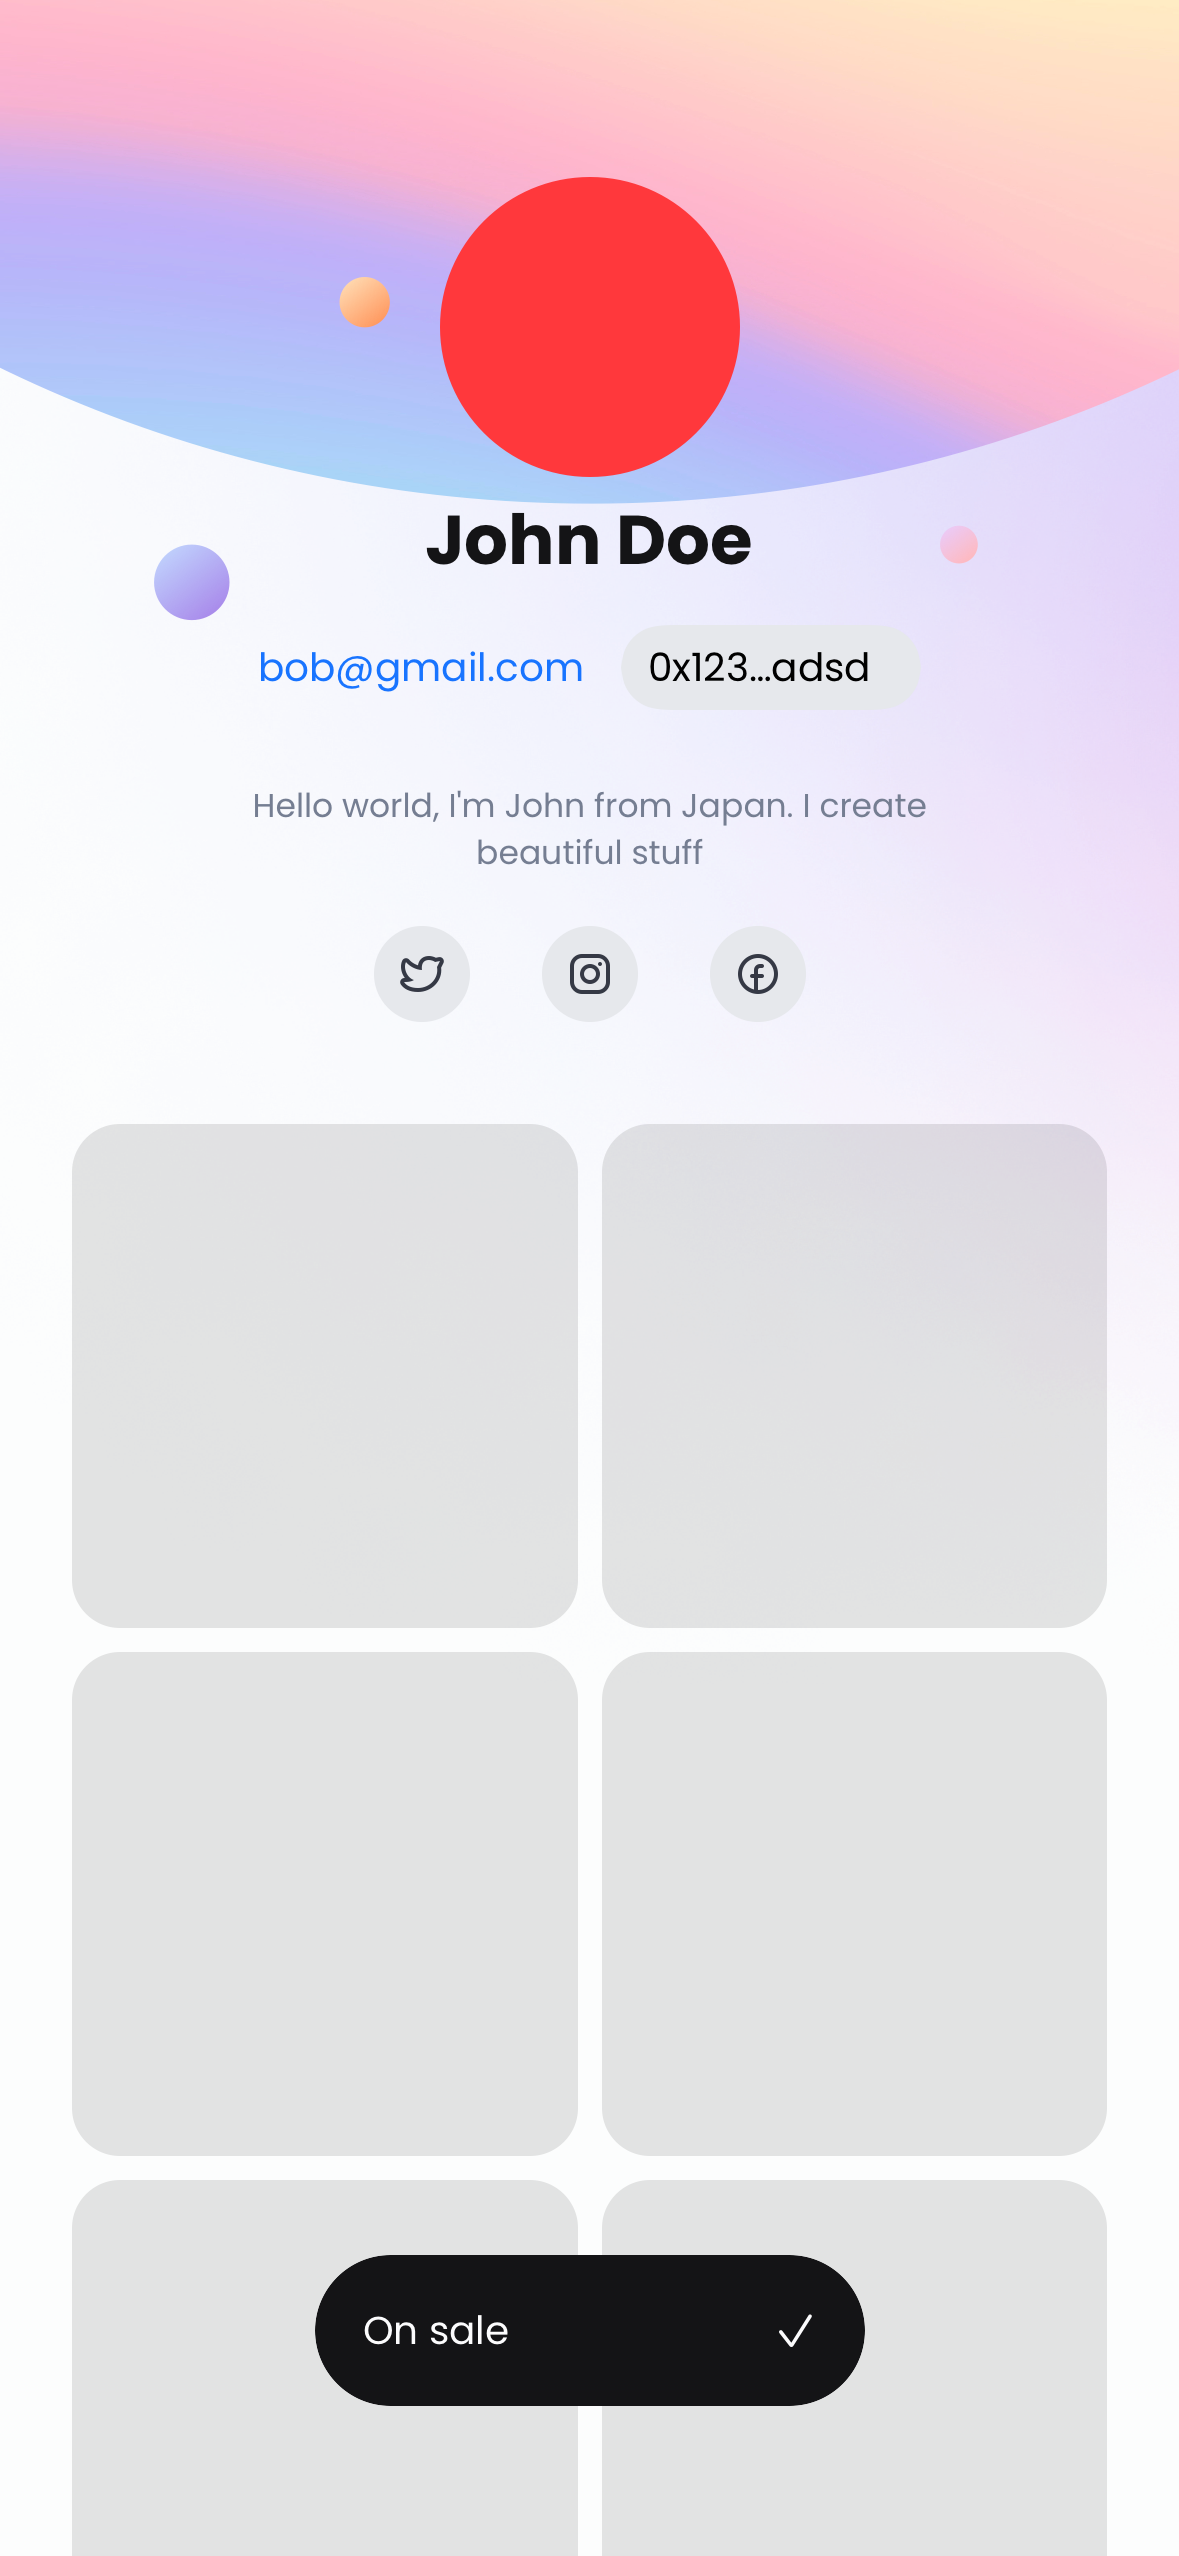 John Doe
bob@gmail.com 0x123...adsd
Hello world, I'm John from Japan. I create
beautiful stuff
On sale